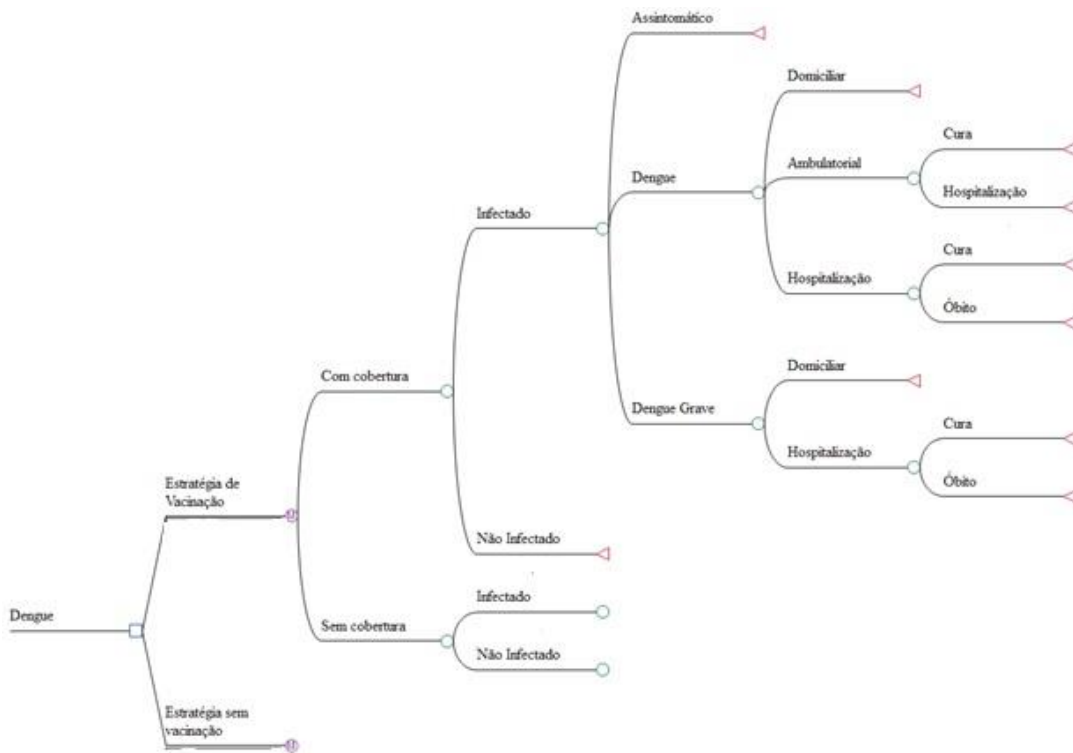 Assintomático
Domiciliar
Cura
Ambulatorial
Dengue
Hospitalização
Infectado
Cura
Hospitalização
Óbito
Domiciliar
Com cobertura
Dengue Grave
Cura
Hospitalização
Óbito
Estratégia de
Vacinação
Não Infectado
Infectado
Dengue
Sem cobertura
Não Infectado
Estratégia sem
vacinação